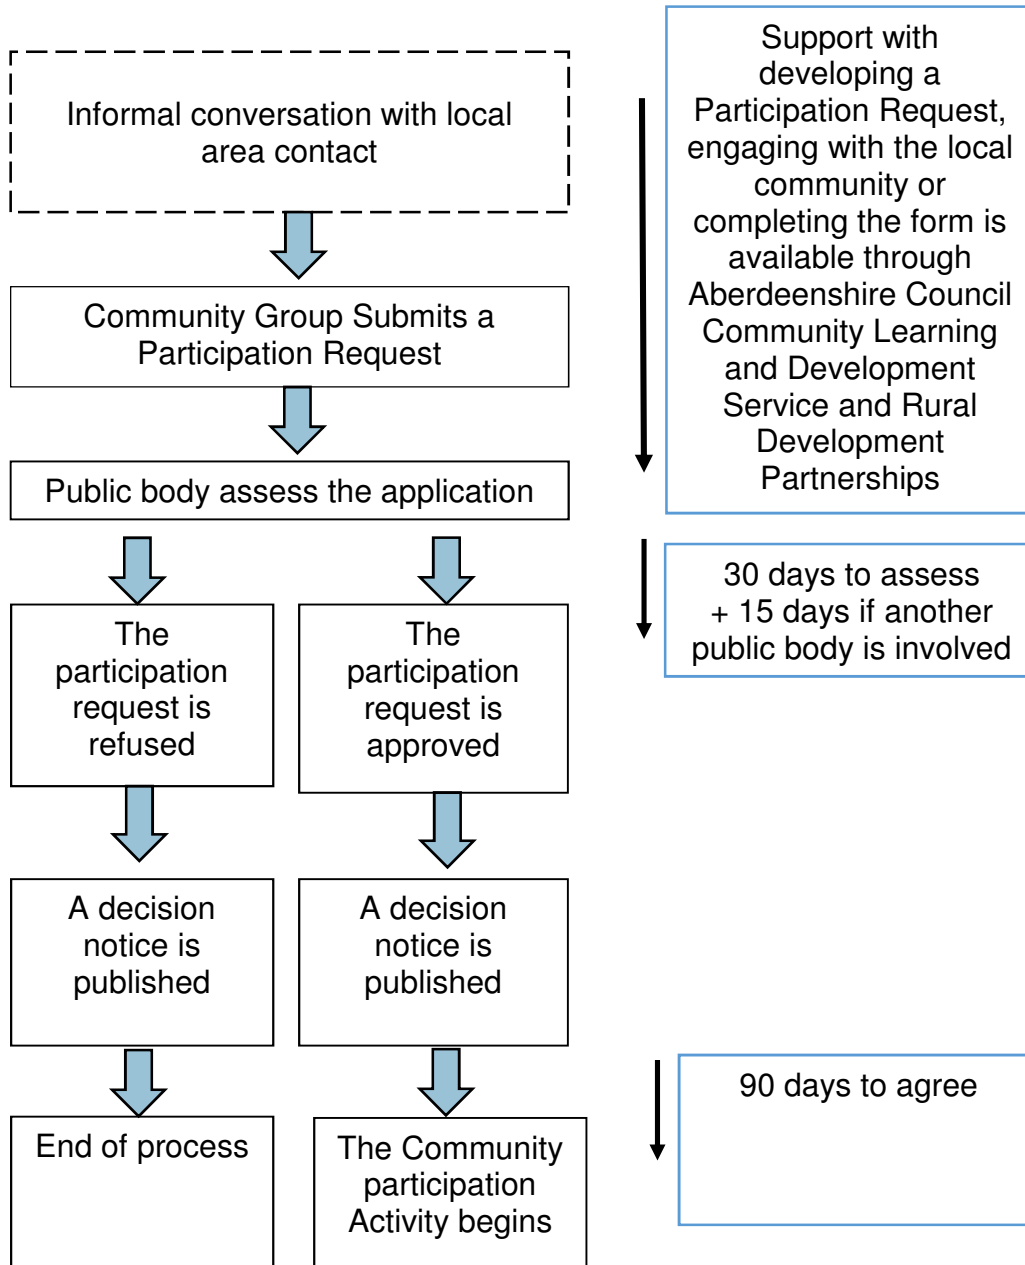 Informal conversation with local
area contact
Community Group Submits a
Participation Request
Public body assess the application
The
participation
request is
refused
The
participation
request is
approved
A decision
notice is
published
A decision
notice is
published
End of process
The Community
participation
Activity begins
Support with
developing a
Participation Request,
engaging with the local
community or
completing the form is
available through
Aberdeenshire Council
Community Learning
and Development
Service and Rural
Development
Partnerships
30 days to assess
+ 15 days if another
public body is involved
90 days to agree